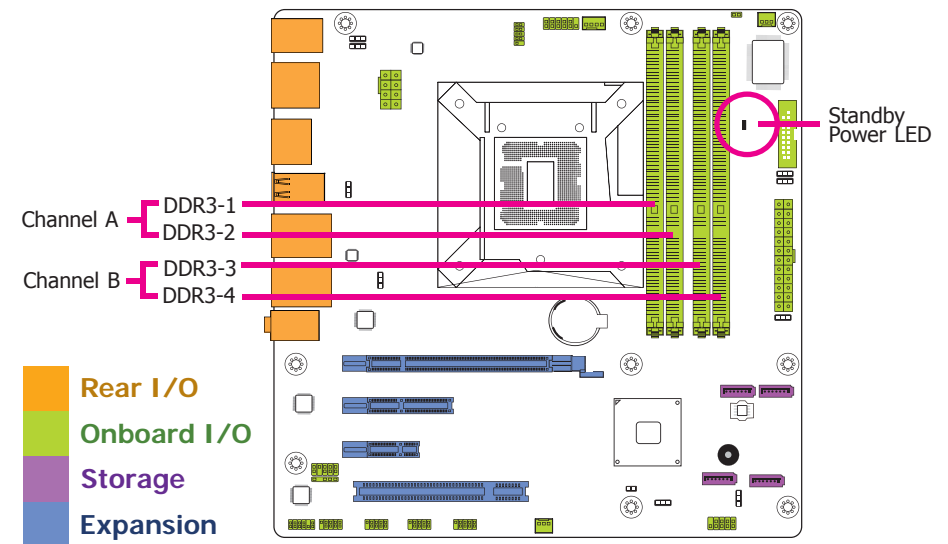 Standby
Power LED
Channel A
DDR3-1
DDR3-2
Channel B
DDR3-3
DDR3-4
Rear I/O
Onboard I/O
Storage
Expansion